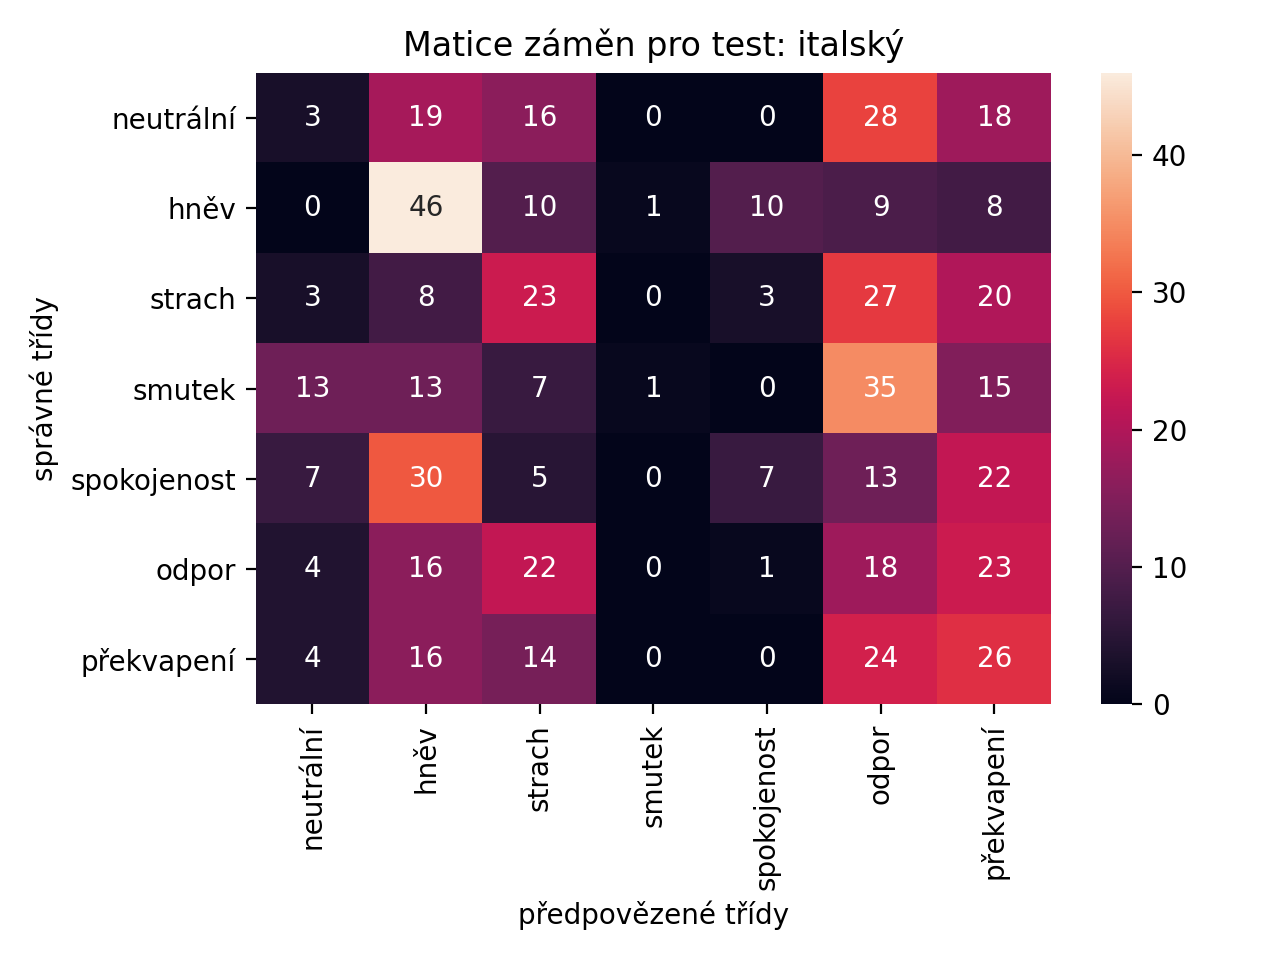 Matice záměn pro test: italský
správné třídy
neutrální 3 19 16 0 0 28 18
hněv 0 46 10 1 10 9 8
strach 3 8 23 0 3 27 20
smutek 13 13 7 1 0 35 15
spokojenost 7 30 5 0 7 13 22
odpor 4 16 22 0 1 18 23
překvapení 4 16 14 0 0 24 26
neutrální hněv strach smutek spokojenost odpor překvapení
předpovězené třídy
40
30
20
10
0